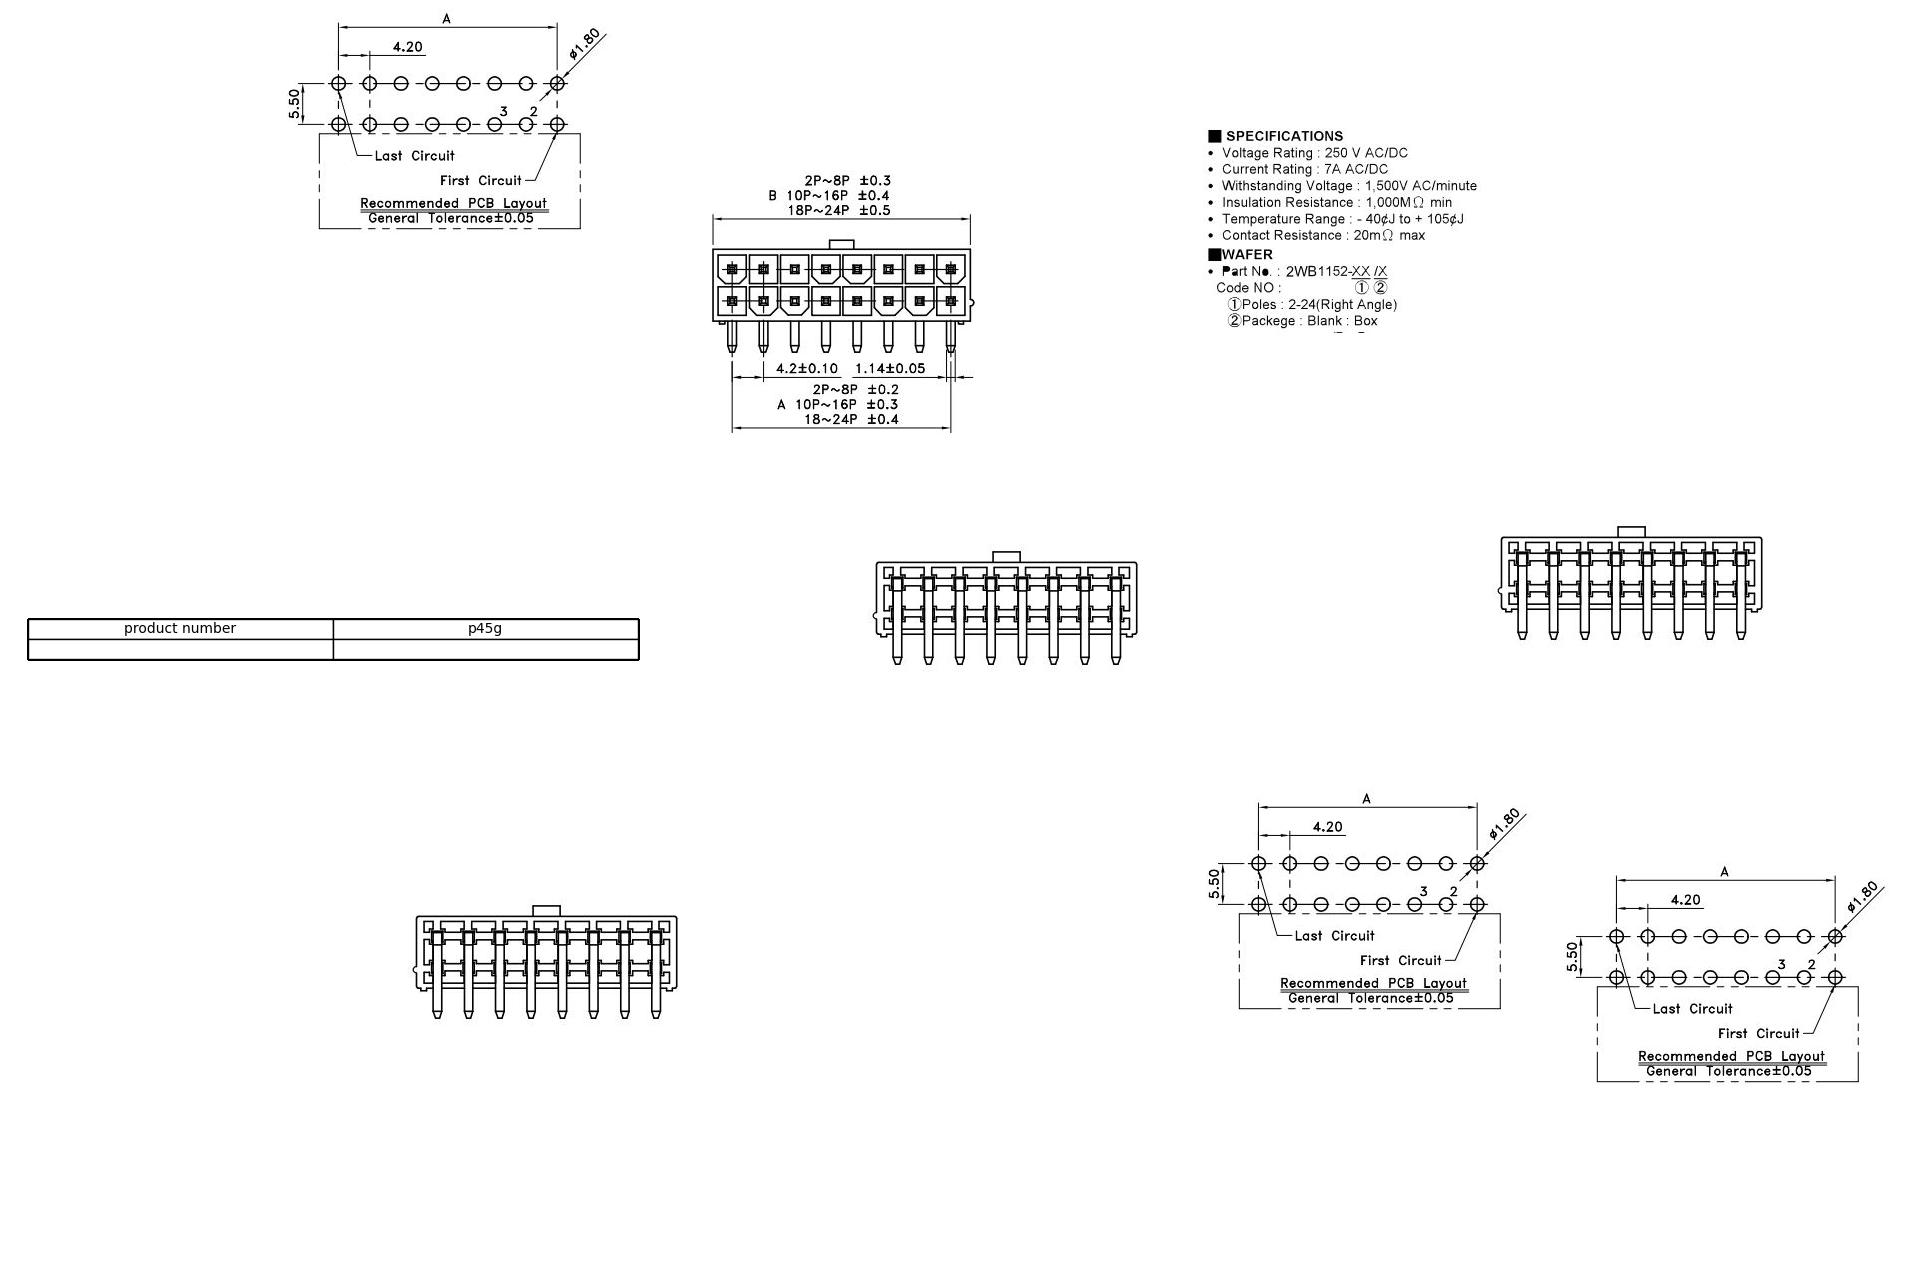 A
4.20
ø1.80
5.50
3 2
Last Circuit
First Circuit
Recommended PCB Layout
General Tolerance±0.05
2P~8P ±0.3
B 10P~16P ±0.4
18P~24P ±0.5
4.2±0.10 1.14±0.05
2P~8P ±0.2
A 10P~16P ±0.3
18~24P ±0.4
■ SPECIFICATIONS
• Voltage Rating : 250 V AC/DC
• Current Rating : 7A AC/DC
• Withstanding Voltage : 1,500V AC/minute
• Insulation Resistance : 1,000MΩ min
• Temperature Range : - 40¢J to + 105¢J
• Contact Resistance : 20mΩ max
■WAFER
• Part No. : 2WB1152-XX /X
Code NO : ① ②
①Poles : 2-24(Right Angle)
②Packege : Blank : Box
product number p45g
A
4.20
ø1.80
5.50
3 2
Last Circuit
First Circuit
Recommended PCB Layout
General Tolerance±0.05
A
4.20
ø1.80
5.50
3 2
Last Circuit
First Circuit
Recommended PCB Layout
General Tolerance±0.05